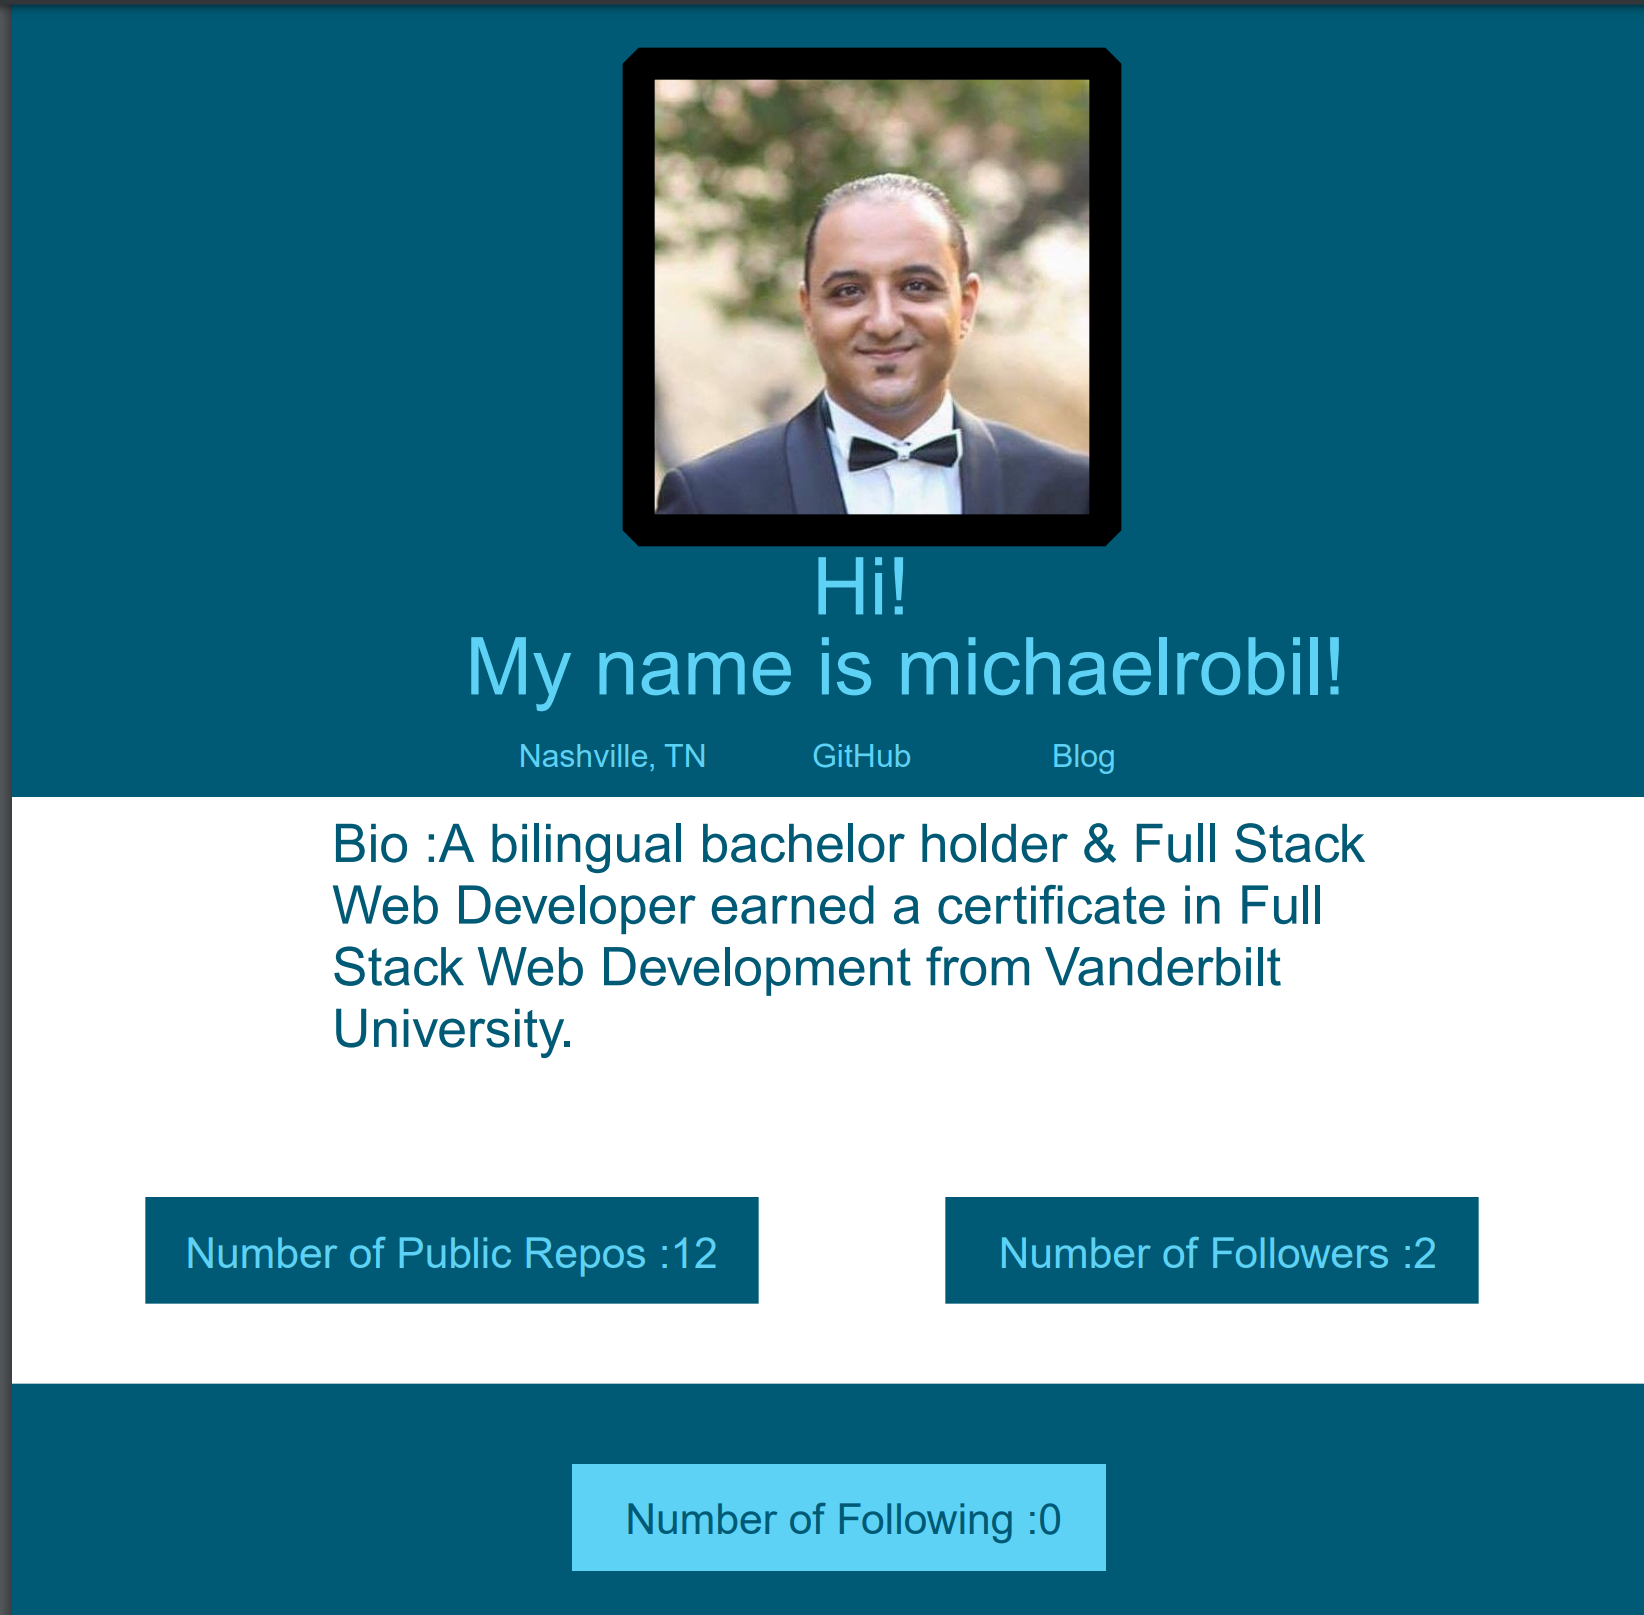 Hi!
My name is michaelrobil!
Nashville, TN GitHub Blog
Bio :A bilingual bachelor holder & Full Stack
Web Developer earned a certificate in Full
Stack Web Development from Vanderbilt
University.
Number of Public Repos :12
Number of Followers :2
Number of Following :0